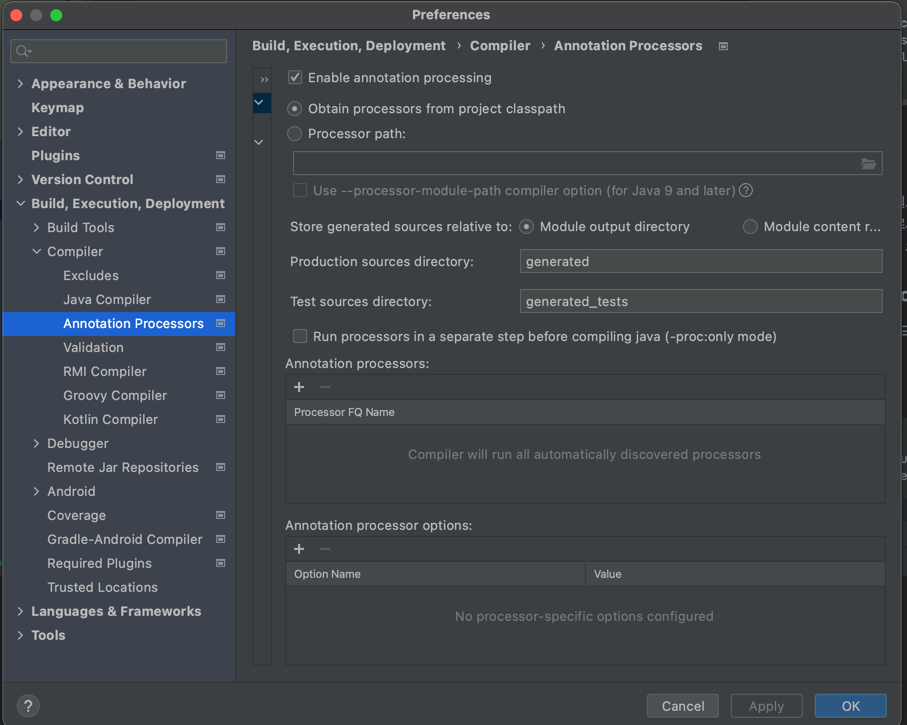 Preferences
Build, Execution, Deployment › Compiler › Annotation Processors
Appearance & Behavior
Keymap
Editor
Plugins
Version Control
Build, Execution, Deployment
Build Tools
Compiler
Excludes
Java Compiler
Annotation Processors
Validation
RMI Compiler
Groovy Compiler
Kotlin Compiler
Debugger
Remote Jar Repositories
Android
Coverage
Gradle-Android Compiler
Required Plugins
Trusted Locations
Languages & Frameworks
Tools
Enable annotation processing
Obtain processors from project classpath
Processor path:
Use --processor-module-path compiler option (for Java 9 and later) ?
Store generated sources relative to: Module output directory Module content r...
Production sources directory: generated
Test sources directory: generated_tests
Run processors in a separate step before compiling java (-proc:only mode)
Annotation processors:
+ −
Processor FQ Name
Compiler will run all automatically discovered processors
Annotation processor options:
+ −
Option Name Value
No processor-specific options configured
? Cancel Apply OK